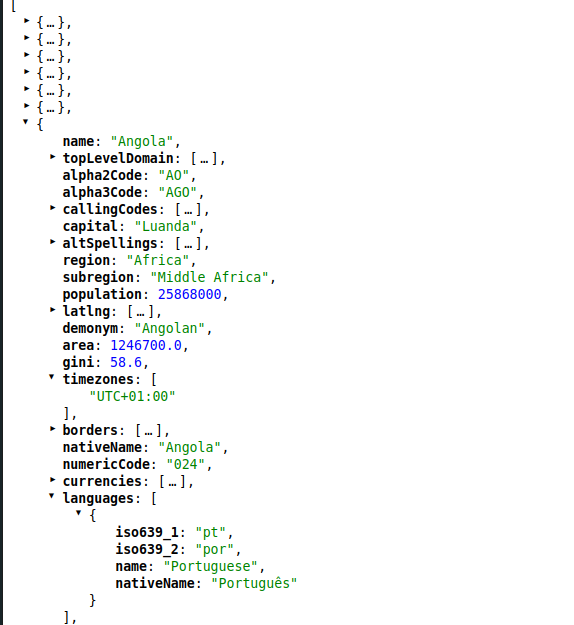 [
{…},
{…},
{…},
{…},
{…},
{…},
{
name: "Angola",
topLevelDomain: […],
alpha2Code: "AO",
alpha3Code: "AGO",
callingCodes: […],
capital: "Luanda",
altSpellings: […],
region: "Africa",
subregion: "Middle Africa",
population: 25868000,
latlng: […],
demonym: "Angolan",
area: 1246700.0,
gini: 58.6,
timezones: [
"UTC+01:00"
],
borders: […],
nativeName: "Angola",
numericCode: "024",
currencies: […],
languages: [
{
iso639_1: "pt",
iso639_2: "por",
name: "Portuguese",
nativeName: "Português"
}
],